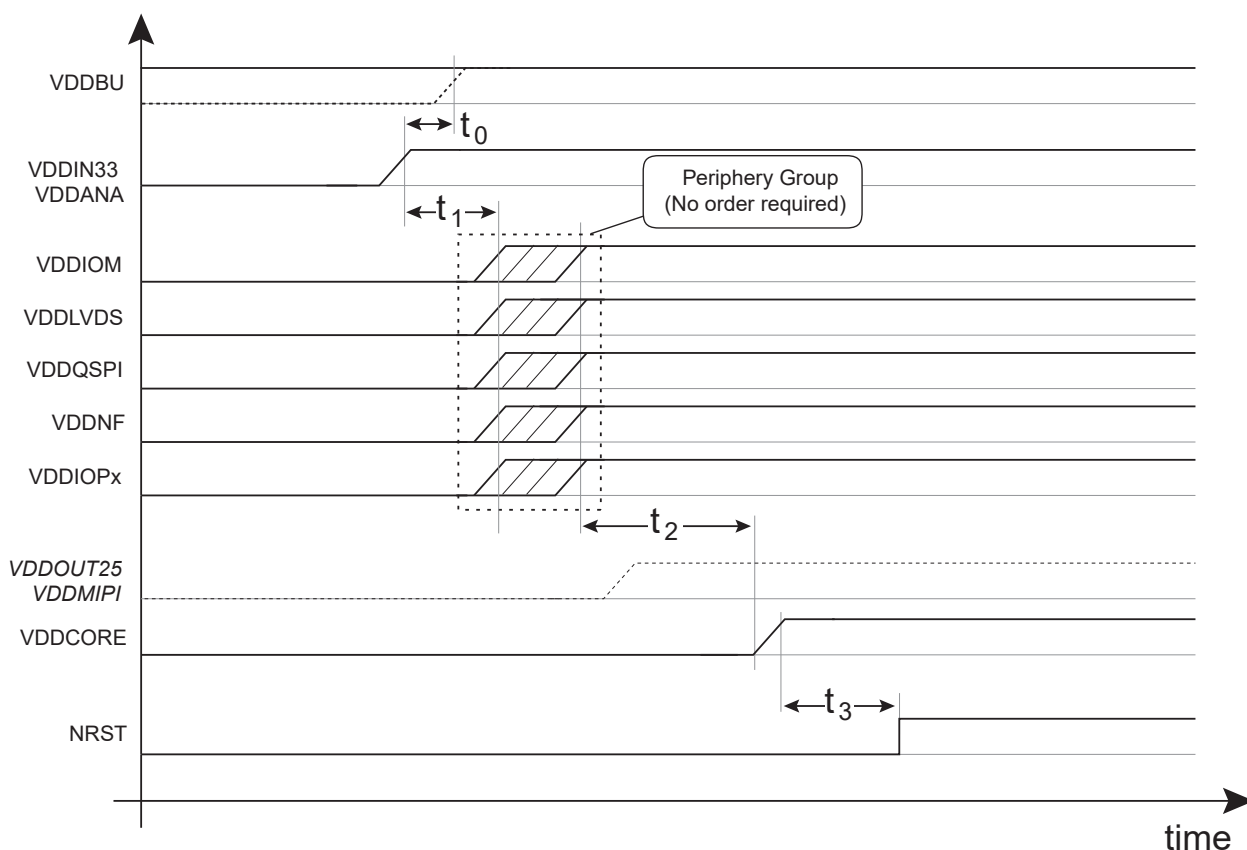 VDDBU
t0
VDDIN33
VDDANA
Periphery Group
(No order required)
t1
VDDIOM
VDDLVDS
VDDQSPI
VDDNF
VDDIOPx
t2
VDDOUT25
VDDMIPI
VDDCORE
t3
NRST
time